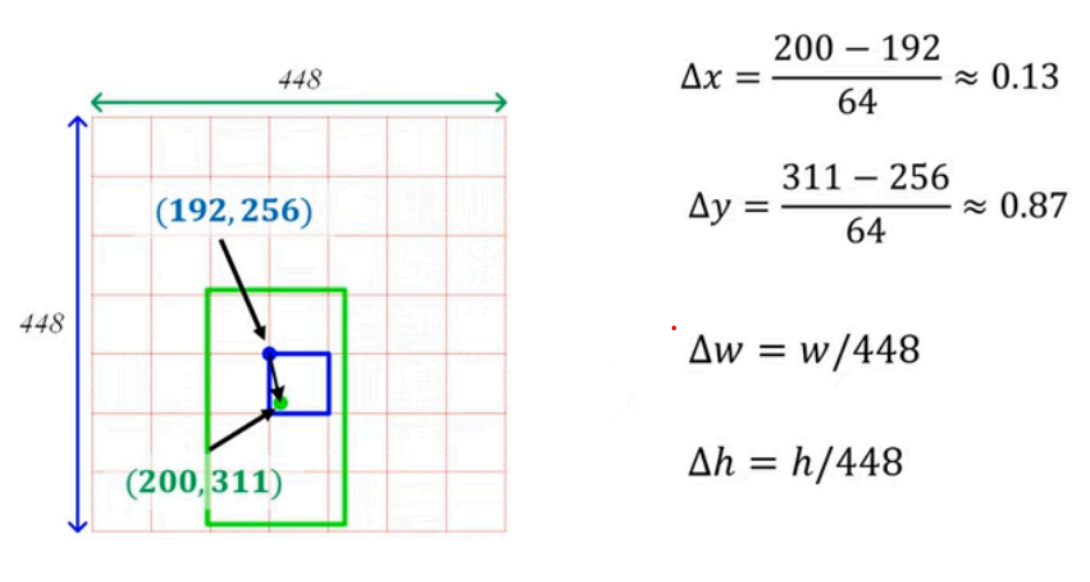 448
(192, 256)
448
(200, 311)
Δx = (200 − 192)/64 ≈ 0.13
Δy = (311 − 256)/64 ≈ 0.87
Δw = w/448
Δh = h/448